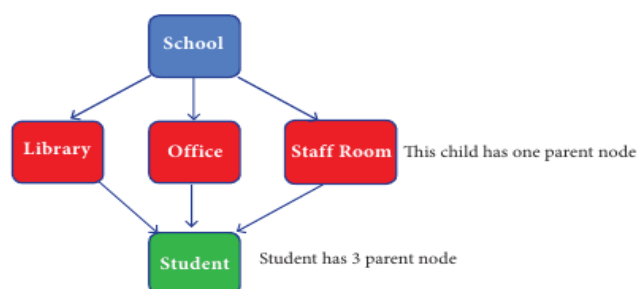 School
Library
Office
Staff Room
This child has one parent node
Student
Student has 3 parent node